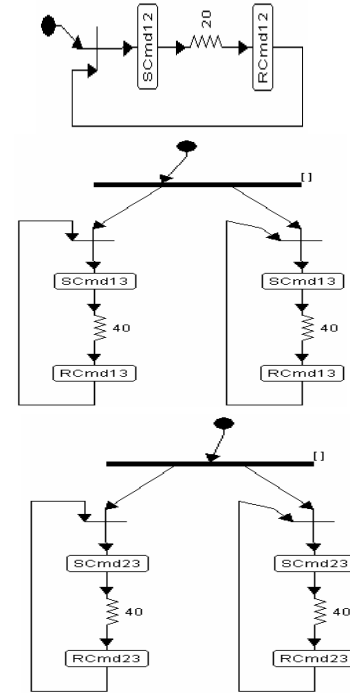 SCmd12
20
RCmd12
[]
SCmd13
SCmd13
40
40
RCmd13
RCmd13
[]
SCmd23
SCmd23
40
40
RCmd23
RCmd23